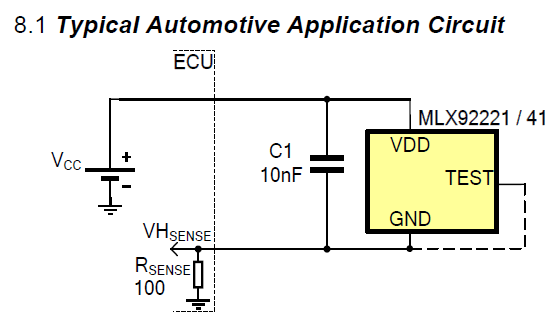 8.1 Typical Automotive Application Circuit
ECU
MLX92221 / 41
VDD
VCC
+
-
C1
10nF
TEST
GND
VHSENSE
RSENSE
100